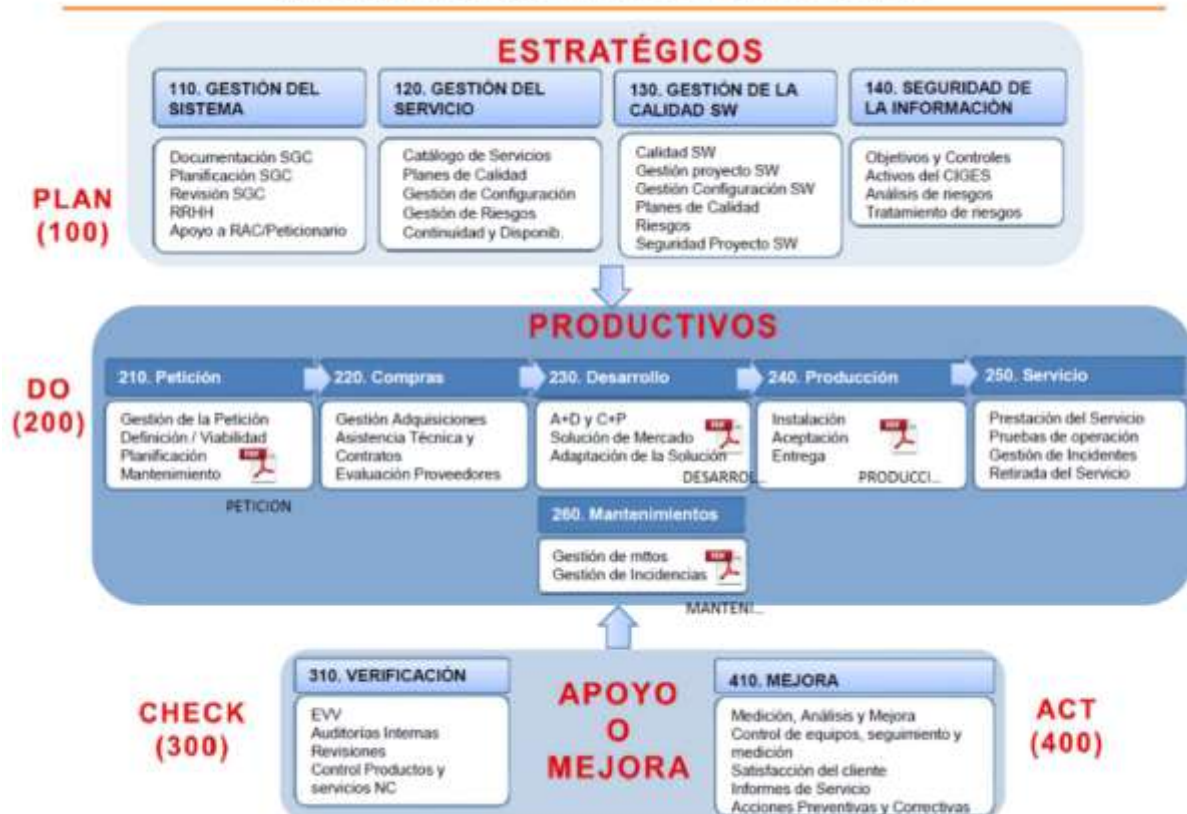 ESTRATÉGICOS
PLAN
(100)
110. GESTIÓN DEL
SISTEMA
Documentación SGC
Planificación SGC
Revisión SGC
RRHH
Apoyo a RAC/Peticionario
120. GESTIÓN DEL
SERVICIO
Catálogo de Servicios
Planes de Calidad
Gestión de Configuración
Gestión de Riesgos
Continuidad y Disponib.
130. GESTIÓN DE LA
CALIDAD SW
Calidad SW
Gestión proyecto SW
Gestión Configuración SW
Planes de Calidad
Riesgos
Seguridad Proyecto SW
140. SEGURIDAD DE
LA INFORMACIÓN
Objetivos y Controles
Activos del CIGES
Análisis de riesgos
Tratamiento de riesgos
PRODUCTIVOS
DO
(200)
210. Petición
Gestión de la Petición
Definición / Viabilidad
Planificación
Mantenimiento
PETICION
220. Compras
Gestión Adquisiciones
Asistencia Técnica y
Contratos
Evaluación Proveedores
230. Desarrollo
A+D y C+P
Solución de Mercado
Adaptación de la Solución
DESARROL...
240. Producción
Instalación
Aceptación
Entrega
PRODUCCI...
250. Servicio
Prestación del Servicio
Pruebas de operación
Gestión de Incidentes
Retirada del Servicio
260. Mantenimientos
Gestión de mttos
Gestión de Incidencias
MANTENI...
CHECK
(300)
310. VERIFICACIÓN
EVV
Auditorías Internas
Revisiones
Control Productos y
servicios NC
APOYO
O
MEJORA
410. MEJORA
Medición, Análisis y Mejora
Control de equipos, seguimiento y
medición
Satisfacción del cliente
Informes de Servicio
Acciones Preventivas y Correctivas
ACT
(400)